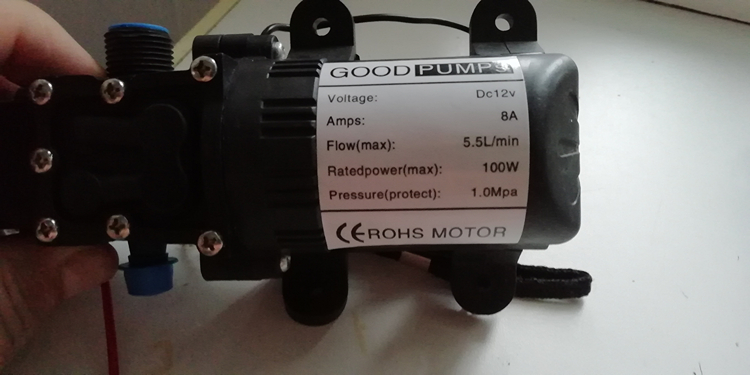 GOOD PUMPS
Voltage: Dc12v
Amps: 8A
Flow(max): 5.5L/min
Ratedpower(max): 100W
Pressure(protect): 1.0Mpa
CE ROHS MOTOR